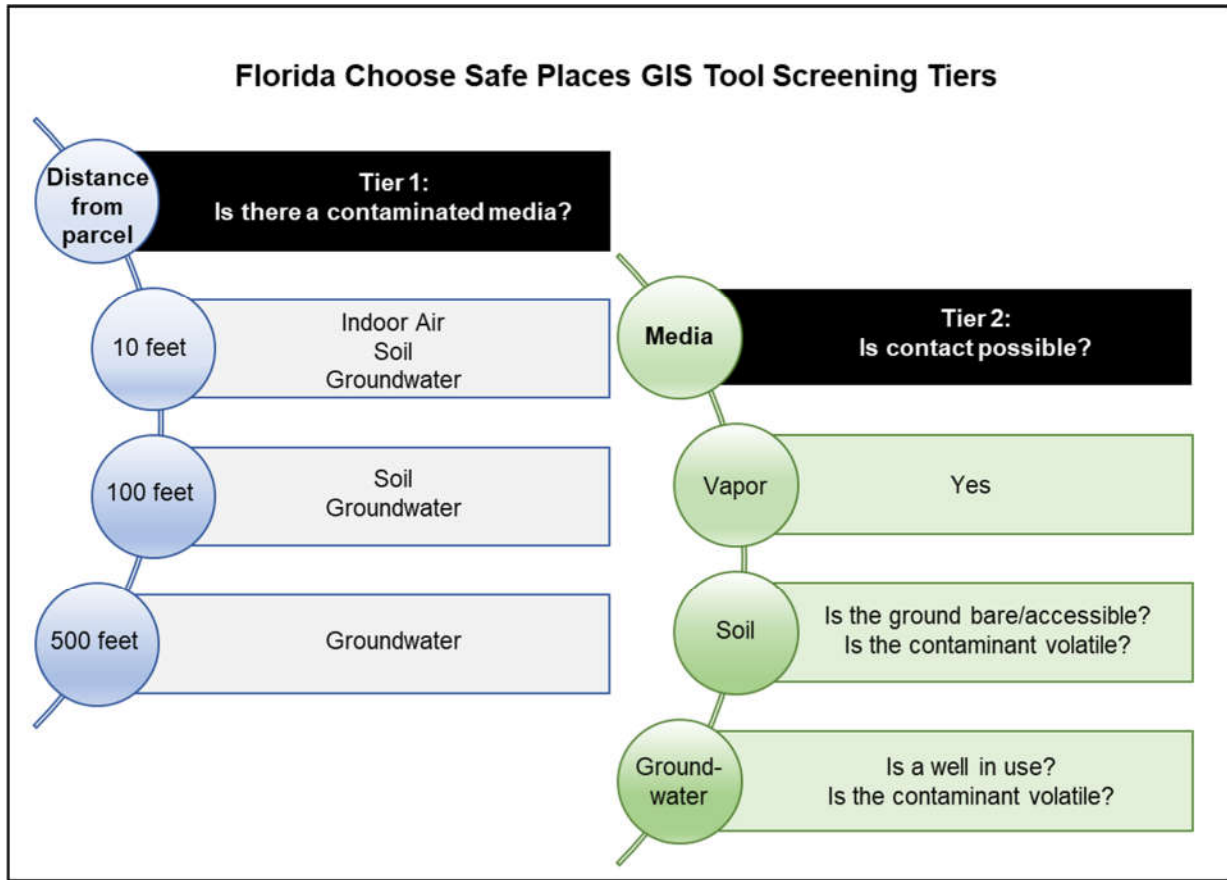 Florida Choose Safe Places GIS Tool Screening Tiers
Distance
from
parcel
Tier 1:
Is there a contaminated media?
10 feet
Indoor Air
Soil
Groundwater
100 feet
Soil
Groundwater
500 feet
Groundwater
Media
Tier 2:
Is contact possible?
Vapor
Yes
Soil
Is the ground bare/accessible?
Is the contaminant volatile?
Ground-
water
Is a well in use?
Is the contaminant volatile?